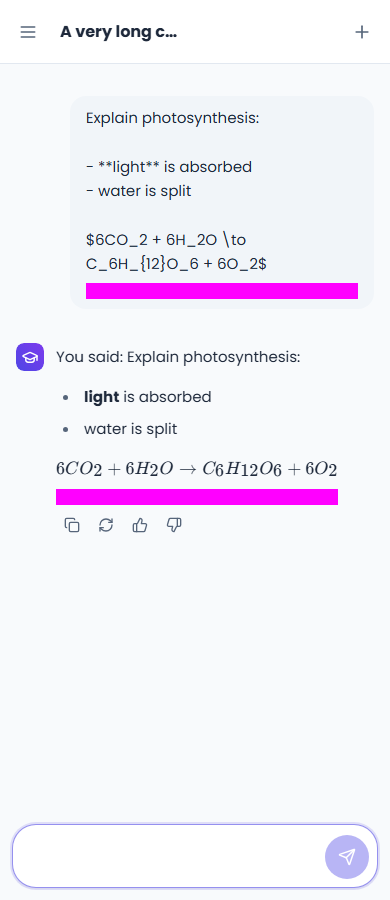 A very long c...
Explain photosynthesis:
- **light** is absorbed
- water is split
$6CO_2 + 6H_2O \to
C_6H_{12}O_6 + 6O_2$
You said: Explain photosynthesis:
• light is absorbed
• water is split
6CO₂ + 6H₂O → C₆H₁₂O₆ + 6O₂